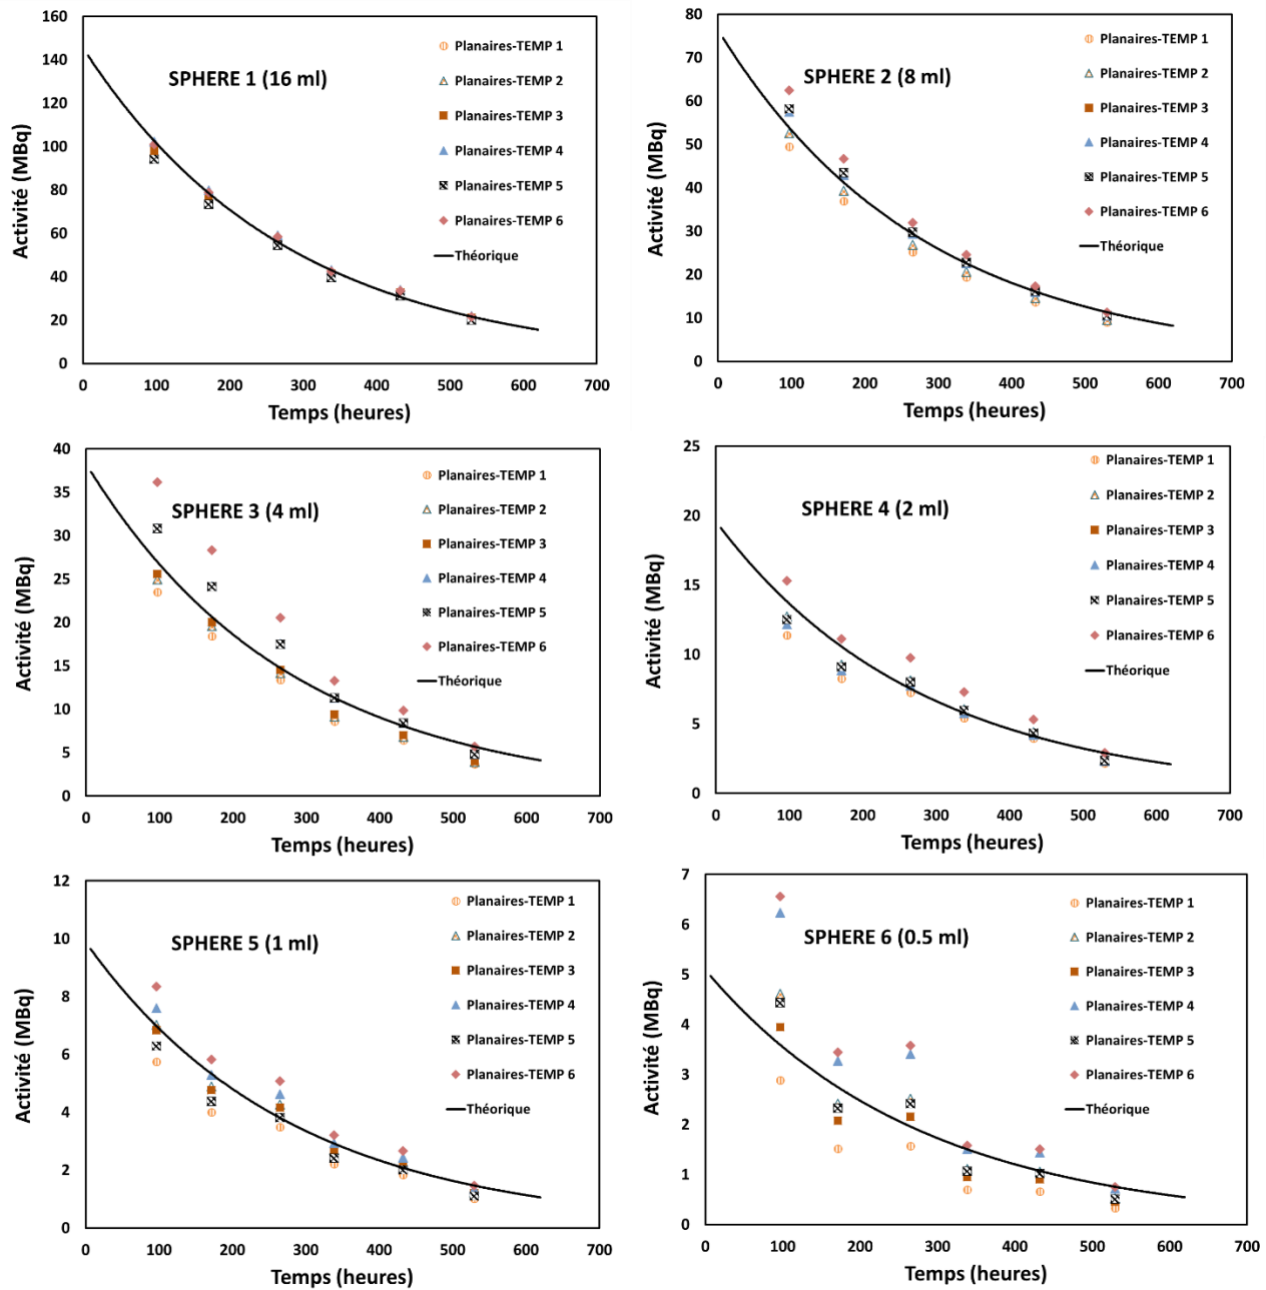 160
140
120
100
80
60
40
20
0
Activité (MBq)
SPHERE 1 (16 ml)
Planaires-TEMP 1
Planaires-TEMP 2
Planaires-TEMP 3
Planaires-TEMP 4
Planaires-TEMP 5
Planaires-TEMP 6
Théorique
0 100 200 300 400 500 600 700
Temps (heures)
80
70
60
50
40
30
20
10
0
Activité (MBq)
SPHERE 2 (8 ml)
Planaires-TEMP 1
Planaires-TEMP 2
Planaires-TEMP 3
Planaires-TEMP 4
Planaires-TEMP 5
Planaires-TEMP 6
Théorique
0 100 200 300 400 500 600 700
Temps (heures)
40
35
30
25
20
15
10
5
0
Activité (MBq)
SPHERE 3 (4 ml)
Planaires-TEMP 1
Planaires-TEMP 2
Planaires-TEMP 3
Planaires-TEMP 4
Planaires-TEMP 5
Planaires-TEMP 6
Théorique
0 100 200 300 400 500 600 700
Temps (heures)
25
20
15
10
5
0
Activité (MBq)
SPHERE 4 (2 ml)
Planaires-TEMP 1
Planaires-TEMP 2
Planaires-TEMP 3
Planaires-TEMP 4
Planaires-TEMP 5
Planaires-TEMP 6
Théorique
0 100 200 300 400 500 600 700
Temps (heures)
12
10
8
6
4
2
0
Activité (MBq)
SPHERE 5 (1 ml)
Planaires-TEMP 1
Planaires-TEMP 2
Planaires-TEMP 3
Planaires-TEMP 4
Planaires-TEMP 5
Planaires-TEMP 6
Théorique
0 100 200 300 400 500 600 700
Temps (heures)
7
6
5
4
3
2
1
0
Activité (MBq)
SPHERE 6 (0.5 ml)
Planaires-TEMP 1
Planaires-TEMP 2
Planaires-TEMP 3
Planaires-TEMP 4
Planaires-TEMP 5
Planaires-TEMP 6
Théorique
0 100 200 300 400 500 600 700
Temps (heures)